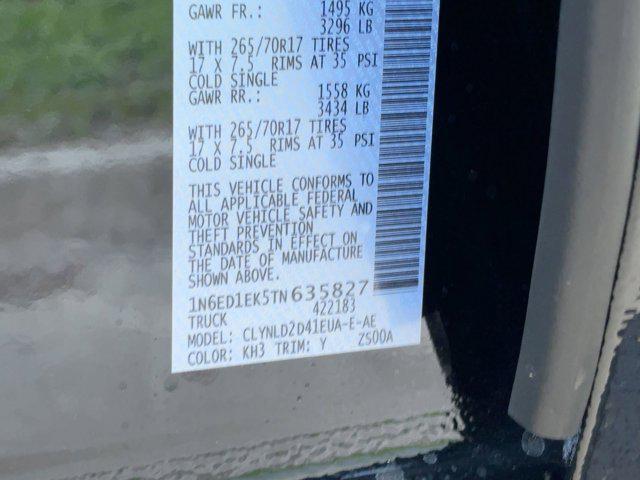 GAWR FR.: 1495 KG
3296 LB
WITH 265/70R17 TIRES
17 X 7.5 RIMS AT 35 PSI
COLD SINGLE
GAWR RR.: 1558 KG
3434 LB
WITH 265/70R17 TIRES
17 X 7.5 RIMS AT 35 PSI
COLD SINGLE
THIS VEHICLE CONFORMS TO
ALL APPLICABLE FEDERAL
MOTOR VEHICLE SAFETY AND
THEFT PREVENTION
STANDARDS IN EFFECT ON
THE DATE OF MANUFACTURE
SHOWN ABOVE.
1N6ED1EK5TN635827
TRUCK 422183
MODEL: CLYNLD2D41EUA-E-AE
COLOR: KH3 TRIM: Y ZS00A